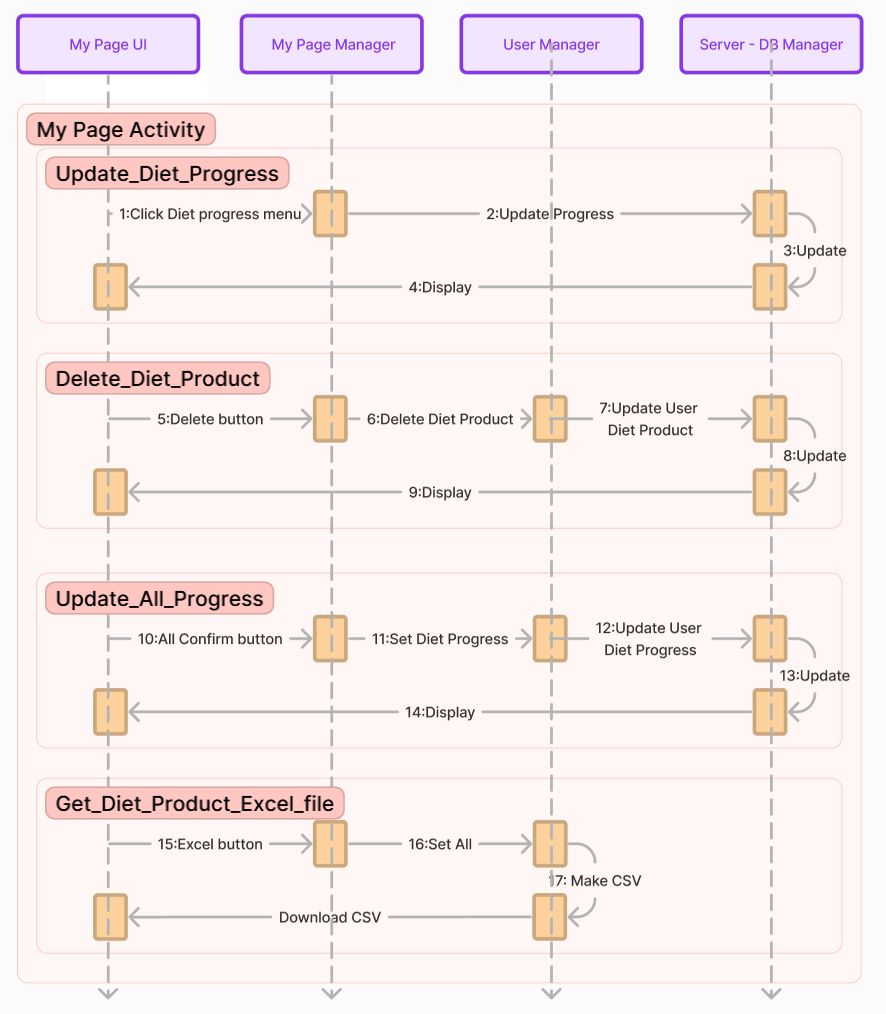 My Page UI
My Page Manager
User Manager
Server - DB Manager
My Page Activity
Update_Diet_Progress
1:Click Diet progress menu
2:Update Progress
3:Update
4:Display
Delete_Diet_Product
5:Delete button
6:Delete Diet Product
7:Update User
Diet Product
8:Update
9:Display
Update_All_Progress
10:All Confirm button
11:Set Diet Progress
12:Update User
Diet Progress
13:Update
14:Display
Get_Diet_Product_Excel_file
15:Excel button
16:Set All
17: Make CSV
Download CSV